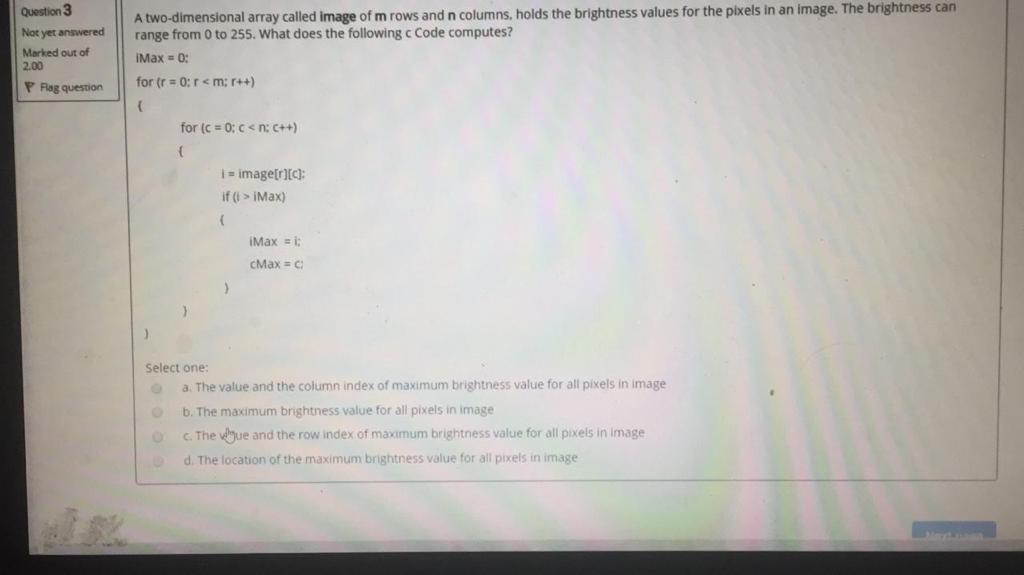 Question 3
Not yet answered
Marked out of
2.00
Flag question
A two-dimensional array called image of m rows and n columns, holds the brightness values for the pixels in an image. The brightness can
range from 0 to 255. What does the following c Code computes?
iMax = 0;
for (r = 0; r < m; r++)
{
for (c = 0; c < n; c++)
{
i = image[r][c];
if (i > iMax)
{
iMax = i;
cMax = c;
}
}
}
Select one:
a. The value and the column index of maximum brightness value for all pixels in image
b. The maximum brightness value for all pixels in image
c. The value and the row index of maximum brightness value for all pixels in image
d. The location of the maximum brightness value for all pixels in image
Next page